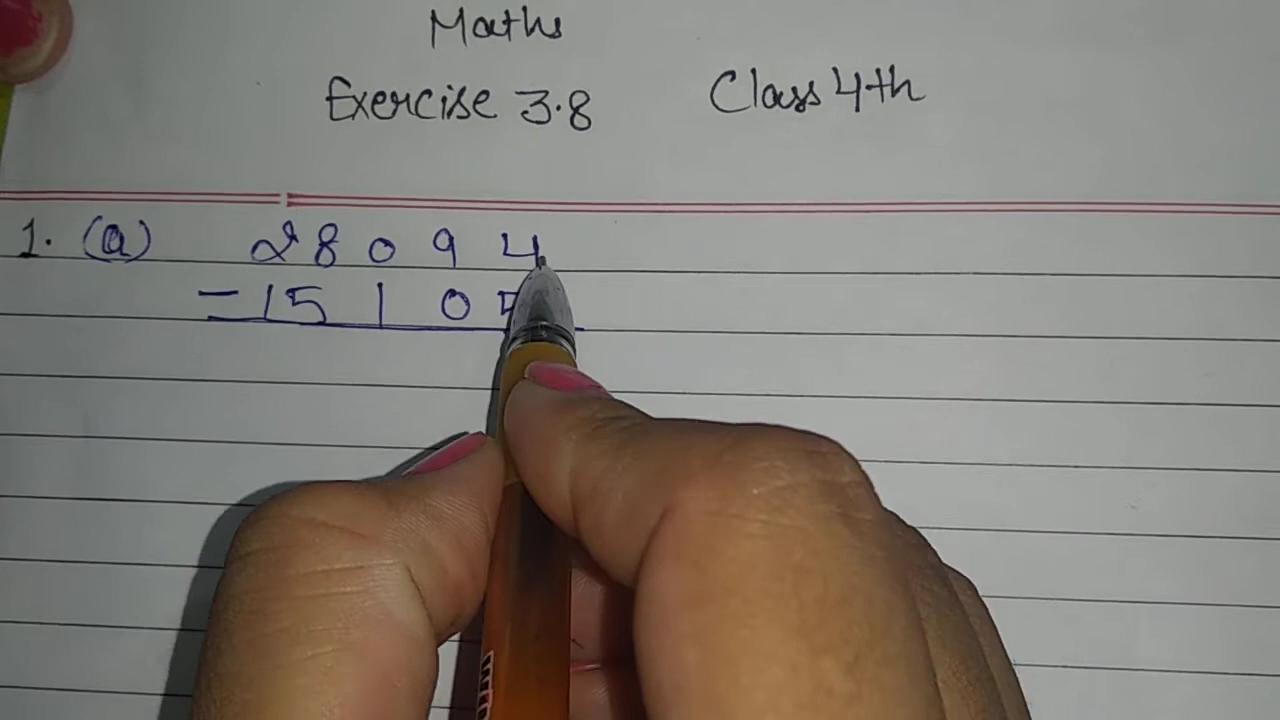 Maths
Exercise 3.8 Class 4th
1. (a) 28094
- 1510